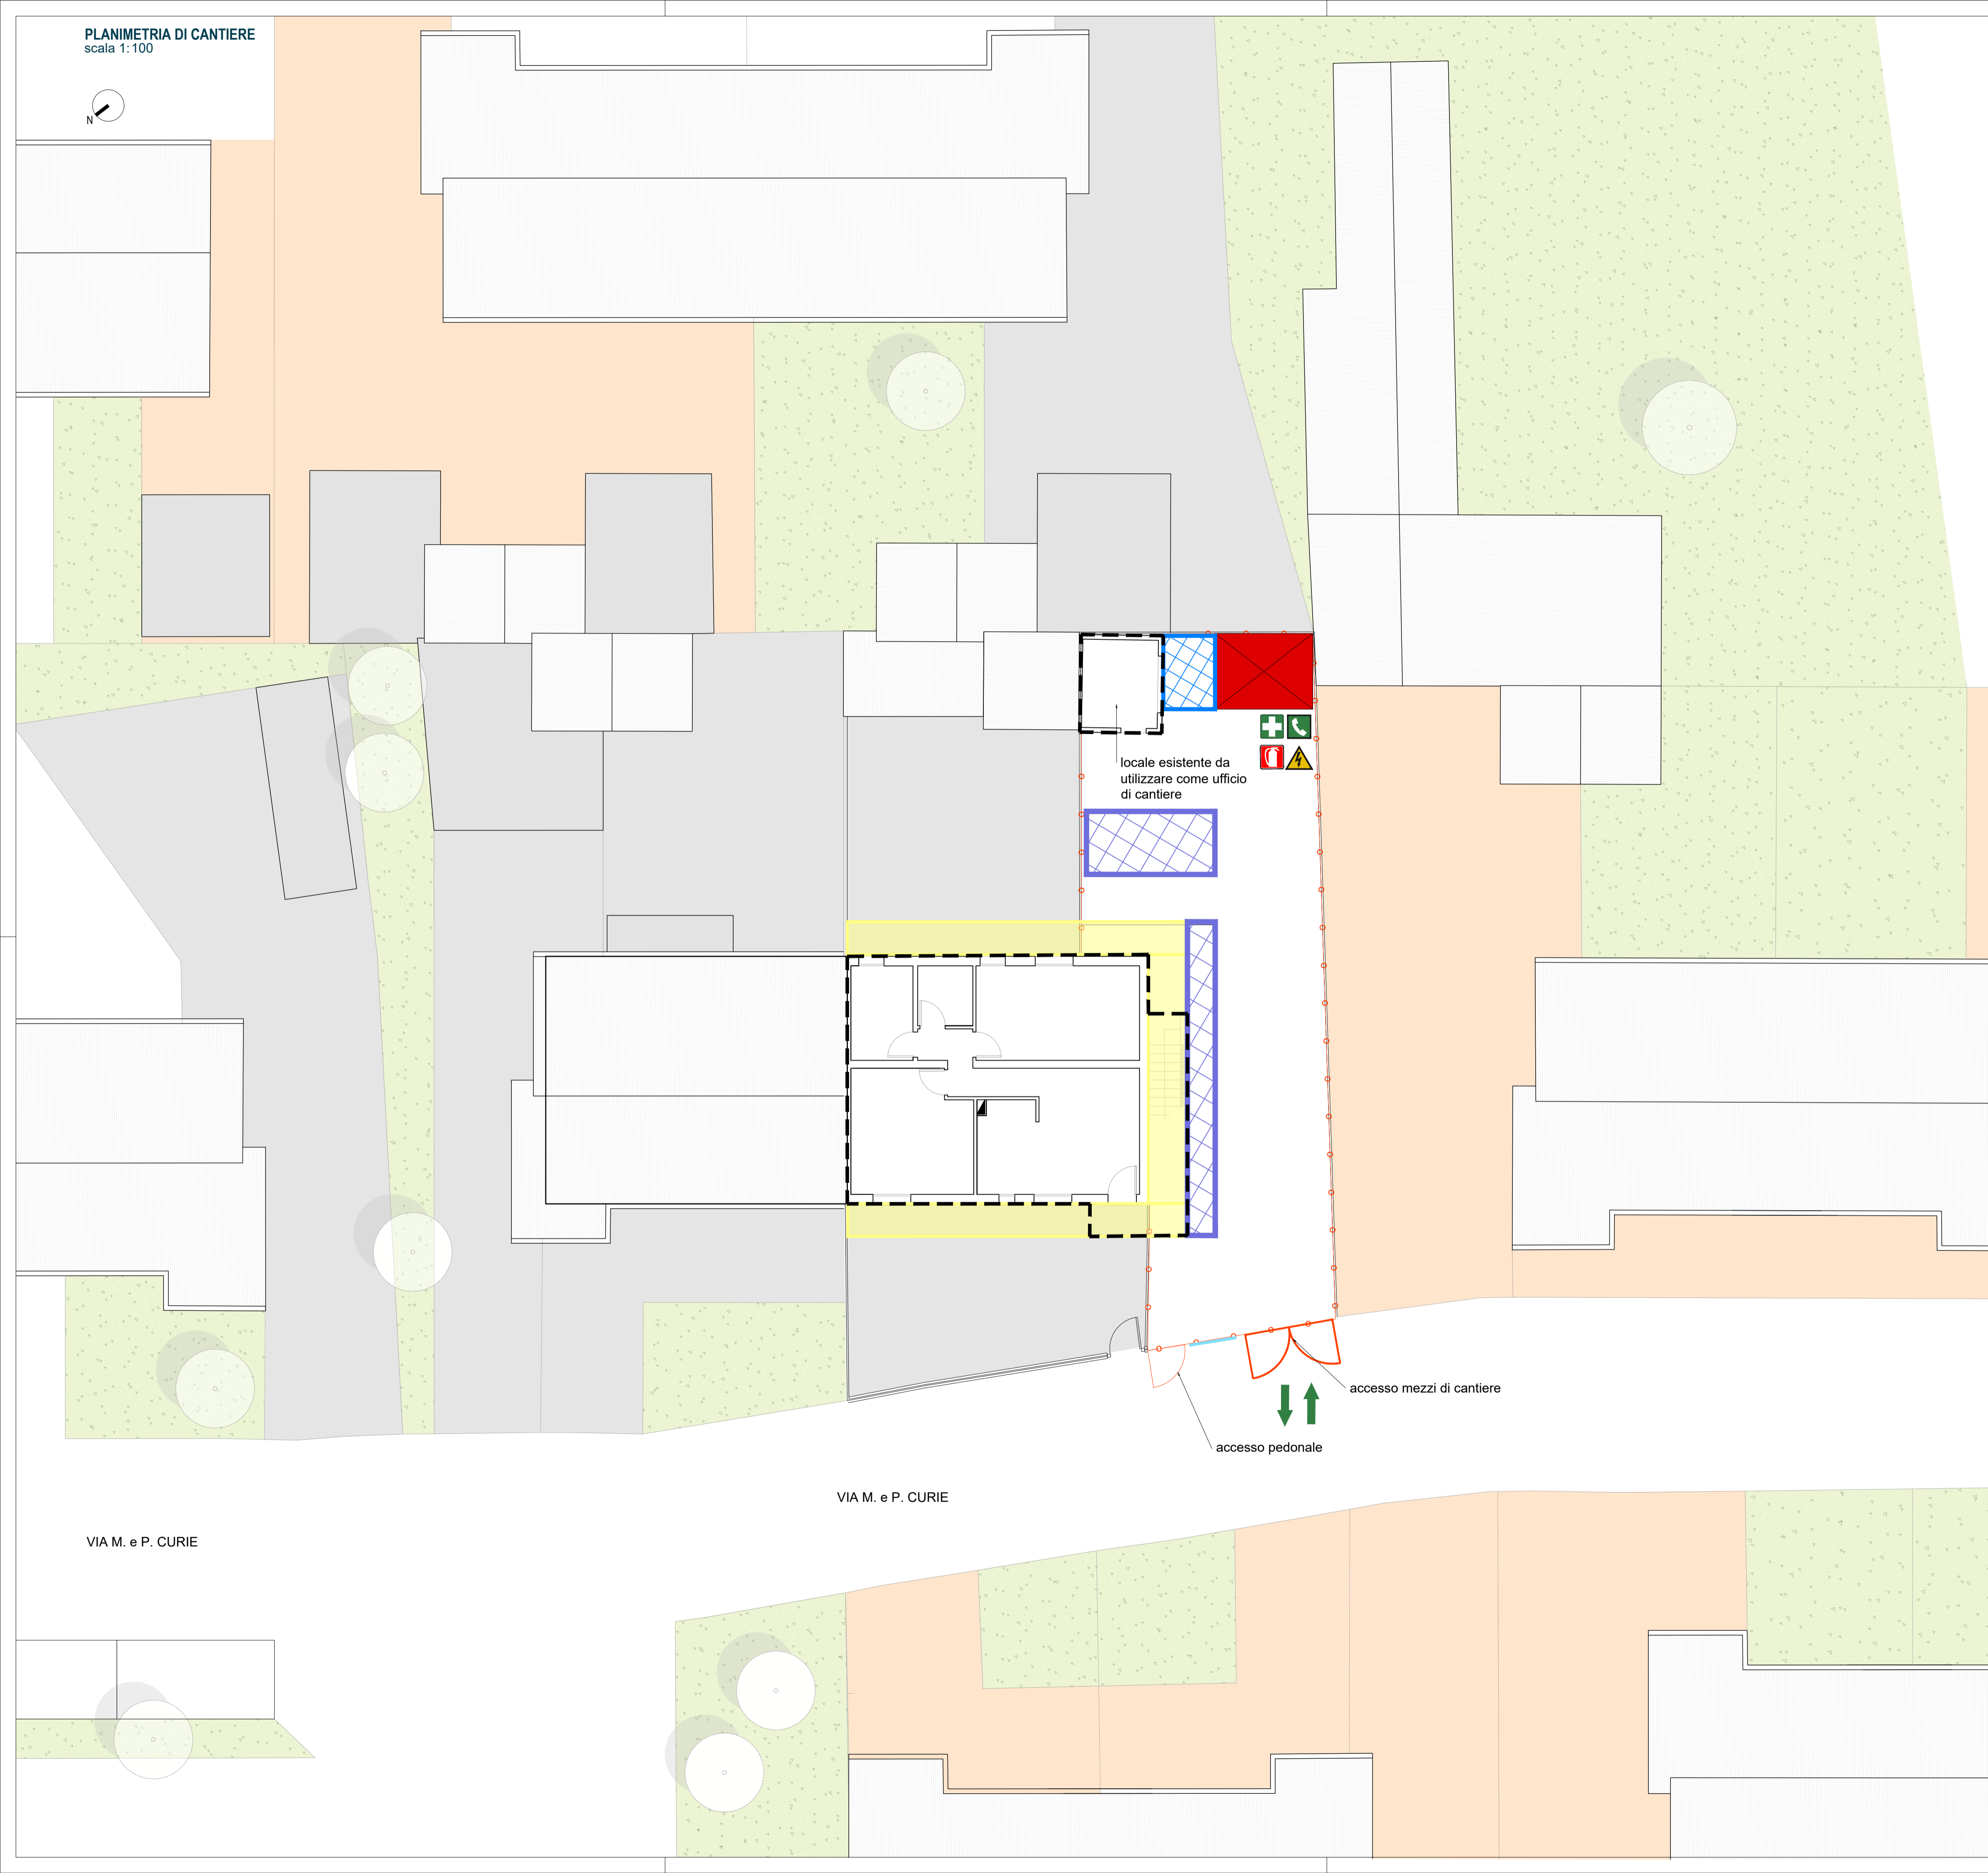 PLANIMETRIA DI CANTIERE
scala 1:100
N
locale esistente da
utilizzare come ufficio
di cantiere
accesso mezzi di cantiere
accesso pedonale
VIA M. e P. CURIE
VIA M. e P. CURIE